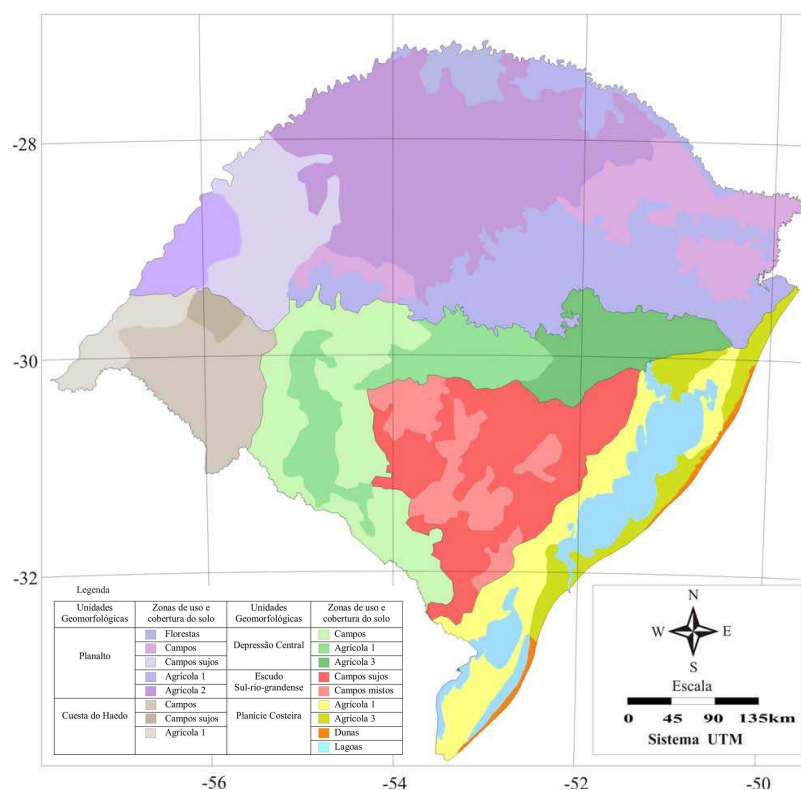 -28
-30
-32
-56
-54
-52
-50
Legenda
Unidades Geomorfológicas
Zonas de uso e cobertura do solo
Unidades Geomorfológicas
Zonas de uso e cobertura do solo
Planalto
Florestas
Campos
Campos sujos
Agrícola 1
Agrícola 2
Cuesta do Haedo
Campos
Campos sujos
Agrícola 1
Depressão Central
Campos
Agrícola 1
Agrícola 3
Escudo Sul-rio-grandense
Campos sujos
Campos mistos
Planície Costeira
Agrícola 1
Agrícola 3
Dunas
Lagoas
N
W E
S
Escala
0 45 90 135km
Sistema UTM